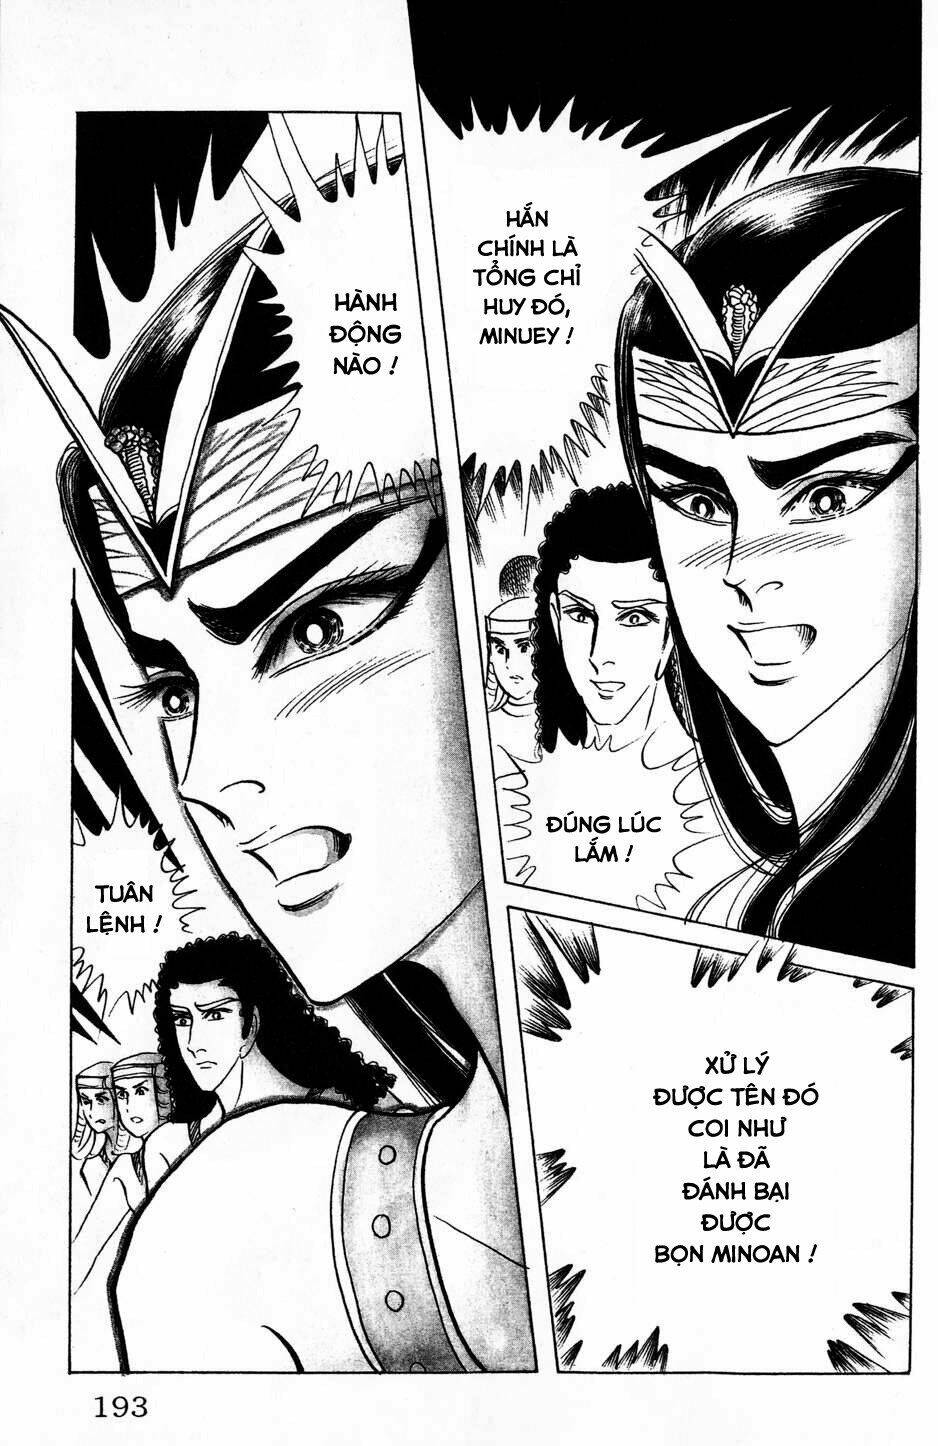 HẮN
CHÍNH LÀ
TỔNG CHỈ
HUY ĐÓ,
MINUEY !
ĐÚNG LÚC
LẮM !
XỬ LÝ
ĐƯỢC TÊN ĐÓ
COI NHƯ
LÀ ĐÃ
ĐÁNH BẠI
ĐƯỢC
BỌN MINOAN !
HÀNH
ĐỘNG
NÀO !
TUÂN
LỆNH !
193